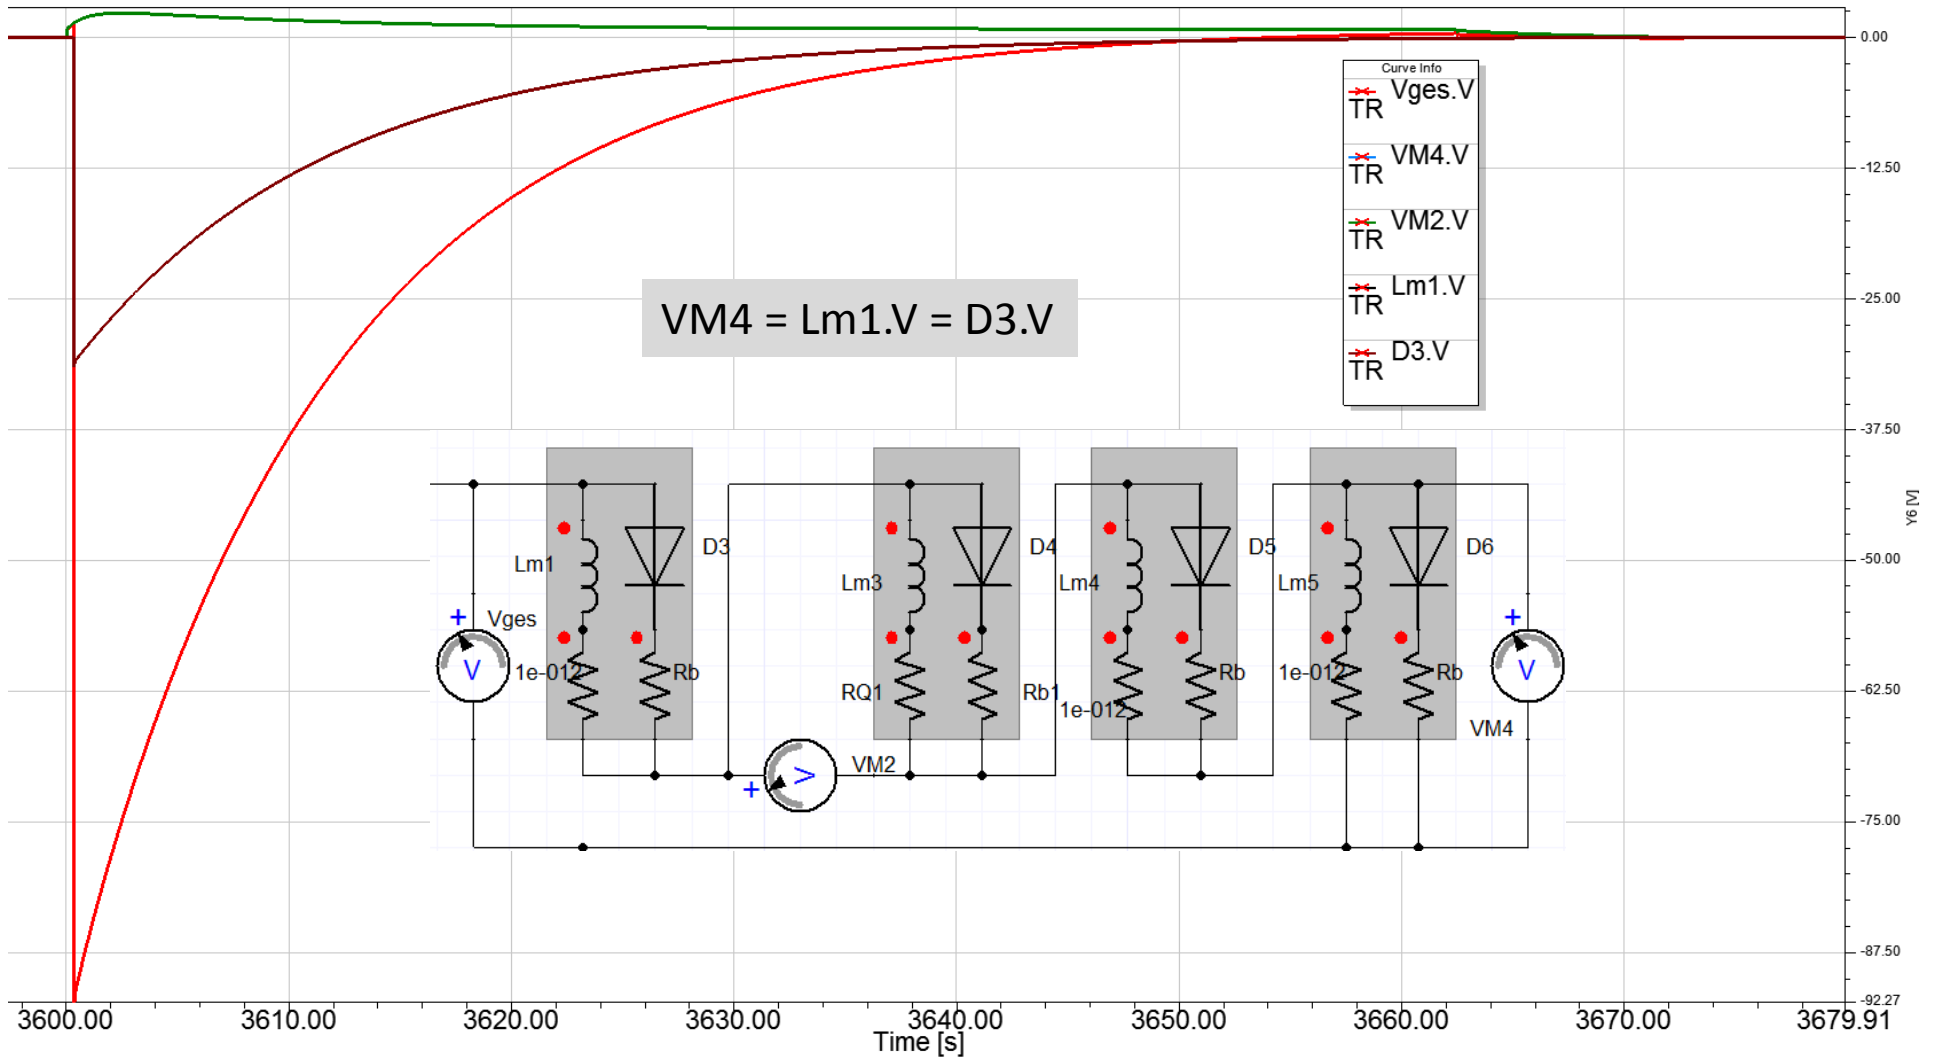 0.00
Curve Info
Vges.V
TR
VM4.V
TR
VM2.V
TR
Lm1.V
TR
D3.V
TR
-12.50
-25.00
-37.50
-50.00
-62.50
-75.00
-87.50
-92.27
Y6 [V]
VM4 = Lm1.V = D3.V
D3
D4
D5
D6
Lm1
Lm3
Lm4
Lm5
+
Vges
+
V
1e-012
Rb
RQ1
Rb1
1e-012
Rb
1e-012
Rb
V
VM4
VM2
V
+
3600.00
3610.00
3620.00
3630.00
3640.00
3650.00
3660.00
3670.00
3679.91
Time [s]